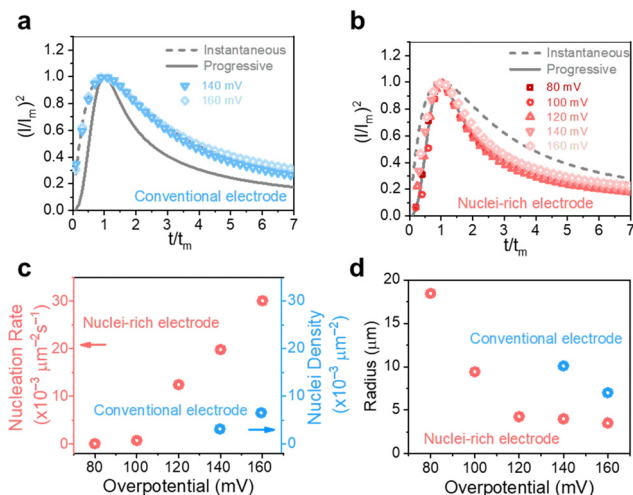 a
Instantaneous
Progressive
140 mV
160 mV
Conventional electrode
(I/Iₘ)²
1.2
1.0
0.8
0.6
0.4
0.2
0.0
0 1 2 3 4 5 6 7
t/tₘ
b
Instantaneous
Progressive
80 mV
100 mV
120 mV
140 mV
160 mV
Nuclei-rich electrode
(I/Iₘ)²
1.2
1.0
0.8
0.6
0.4
0.2
0.0
0 1 2 3 4 5 6 7
t/tₘ
c
Nucleation Rate
(x10⁻³ μm⁻²s⁻¹)
30
20
10
0
Nuclei-rich electrode
Conventional electrode
30
20
10
0
Nuclei Density
(x10⁻³ μm⁻²)
80 100 120 140 160
Overpotential (mV)
d
Radius (μm)
20
15
10
5
0
Conventional electrode
Nuclei-rich electrode
80 100 120 140 160
Overpotential (mV)